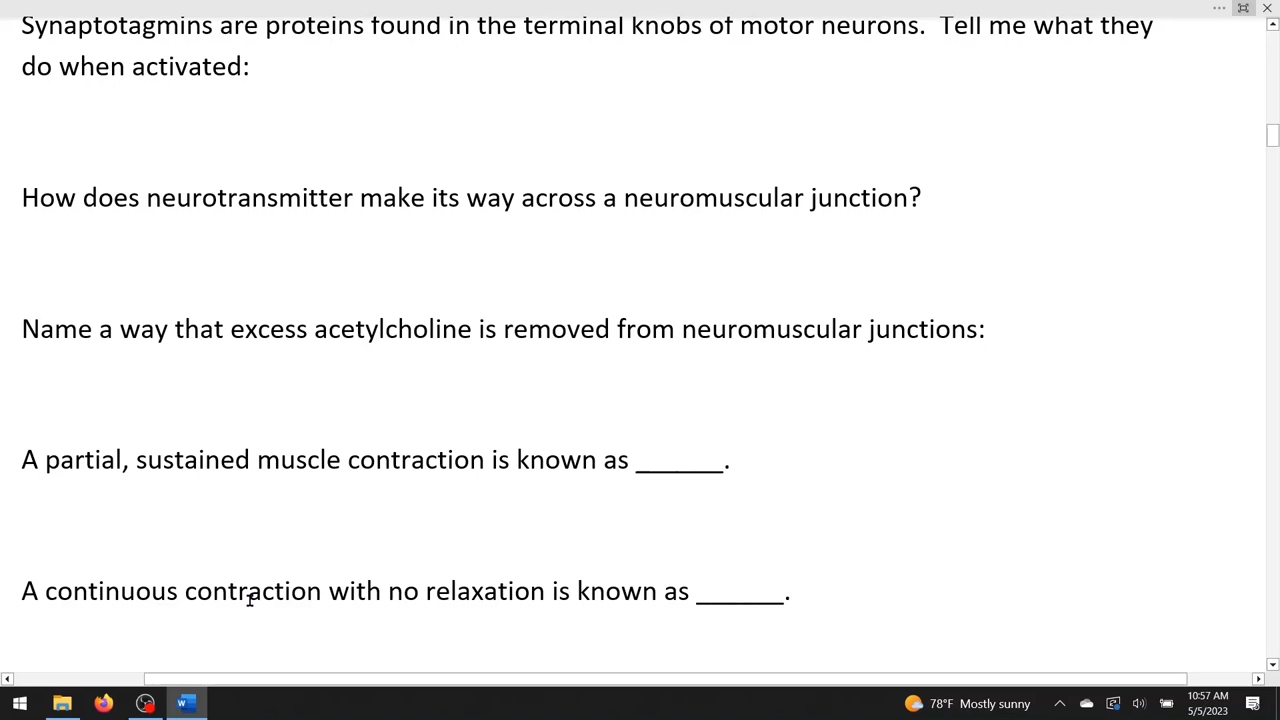 Synaptotagmins are proteins found in the terminal knobs of motor neurons.  Tell me what they
do when activated:
How does neurotransmitter make its way across a neuromuscular junction?
Name a way that excess acetylcholine is removed from neuromuscular junctions:
A partial, sustained muscle contraction is known as ______.
A continuous contraction with no relaxation is known as ______.
78°F Mostly sunny
10:57 AM
5/5/2023